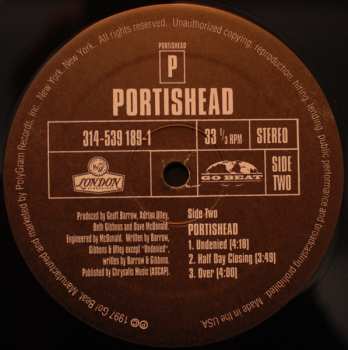 PORTISHEAD
P
PORTISHEAD
314-539 189-1
33 1/3 RPM
STEREO
LONDON
GO BEAT
SIDE
TWO
Produced by Geoff Barrow, Adrian Utley,
Beth Gibbons and Dave McDonald.
Engineered by McDonald. Written by Barrow,
Gibbons & Utley except "Undenied"
written by Barrow & Gibbons.
Published by Chrysalis Music (ASCAP).
Side Two
PORTISHEAD
1. Undenied [4:18]
2. Half Day Closing [3:49]
3. Over [4:00]
℗© 1997 Go! Beat. Manufactured and marketed by PolyGram Records, Inc., New York, New York. All rights reserved. Unauthorized copying, reproduction, hiring, lending, public performance and broadcasting prohibited. Made in the USA